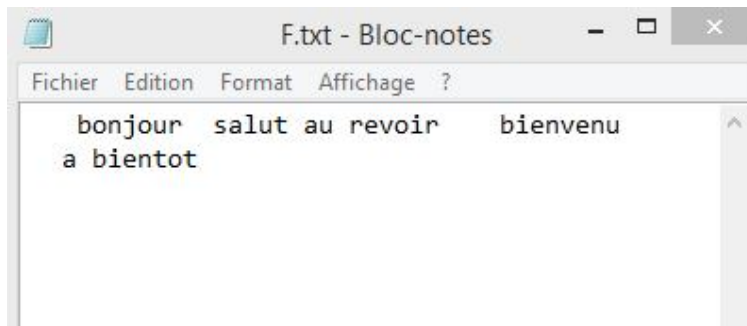 F.txt - Bloc-notes
Fichier Edition Format Affichage ?
bonjour salut au revoir bienvenu
a bientot